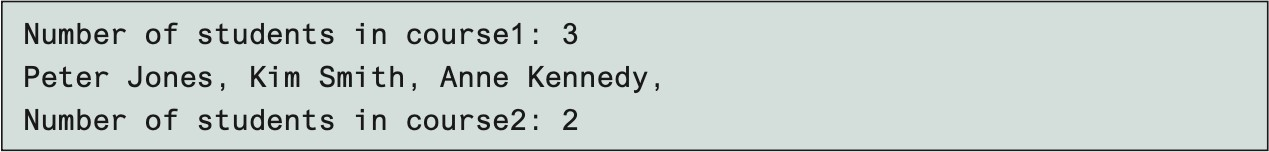 Number of students in course1: 3
Peter Jones, Kim Smith, Anne Kennedy,
Number of students in course2: 2